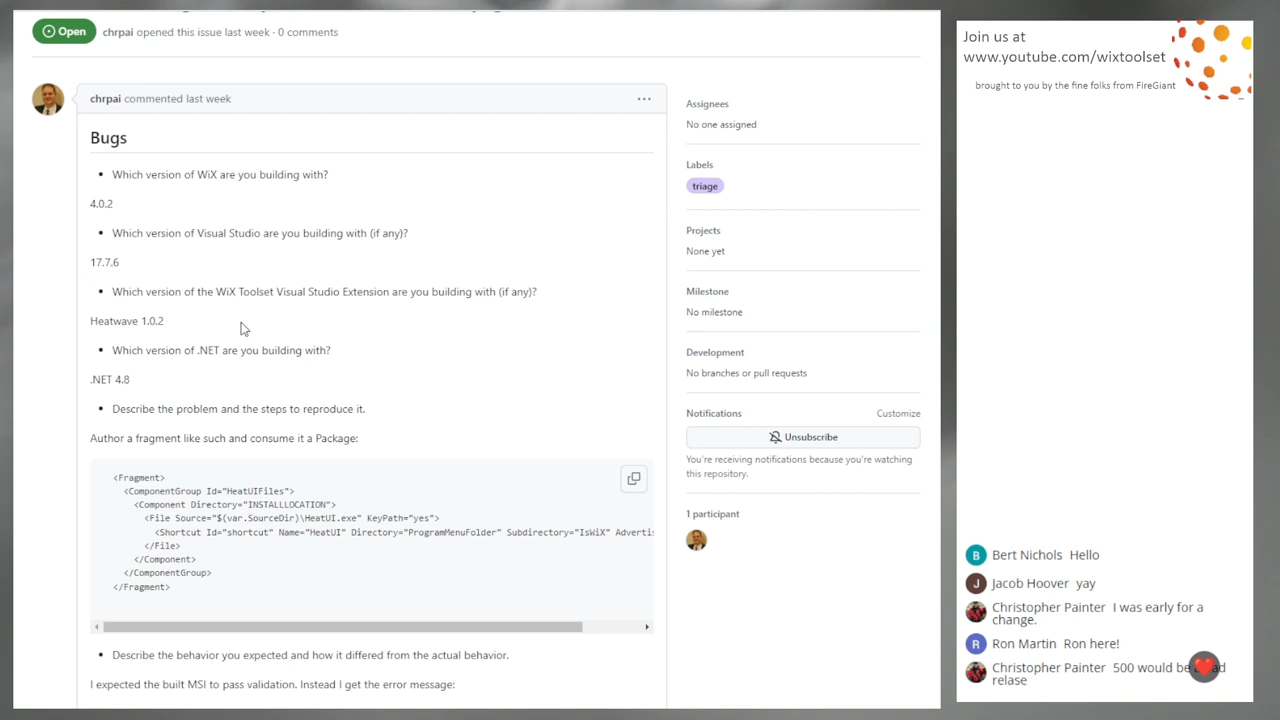 Open
chrpai opened this issue last week · 0 comments
chrpai commented last week
Bugs
• Which version of WiX are you building with?
4.0.2
• Which version of Visual Studio are you building with (if any)?
17.7.6
• Which version of the WiX Toolset Visual Studio Extension are you building with (if any)?
Heatwave 1.0.2
• Which version of .NET are you building with?
.NET 4.8
• Describe the problem and the steps to reproduce it.
Author a fragment like such and consume it a Package:
<Fragment>
<ComponentGroup Id="HeatUIFiles">
<Component Directory="INSTALLLOCATION">
<File Source="$(var.SourceDir)\HeatUI.exe" KeyPath="yes">
<Shortcut Id="shortcut" Name="HeatUI" Directory="ProgramMenuFolder" Subdirectory="IsWiX" Adverti
</File>
</Component>
</ComponentGroup>
</Fragment>
• Describe the behavior you expected and how it differed from the actual behavior.
I expected the built MSI to pass validation. Instead I get the error message:
Assignees
No one assigned
Labels
triage
Projects
None yet
Milestone
No milestone
Development
No branches or pull requests
Notifications
Customize
Unsubscribe
You're receiving notifications because you're watching
this repository.
1 participant
Join us at
www.youtube.com/wixtoolset
brought to you by the fine folks from FireGiant
B Bert Nichols Hello
J Jacob Hoover yay
Christopher Painter I was early for a
change.
R Ron Martin Ron here!
Christopher Painter 500 would be
relase